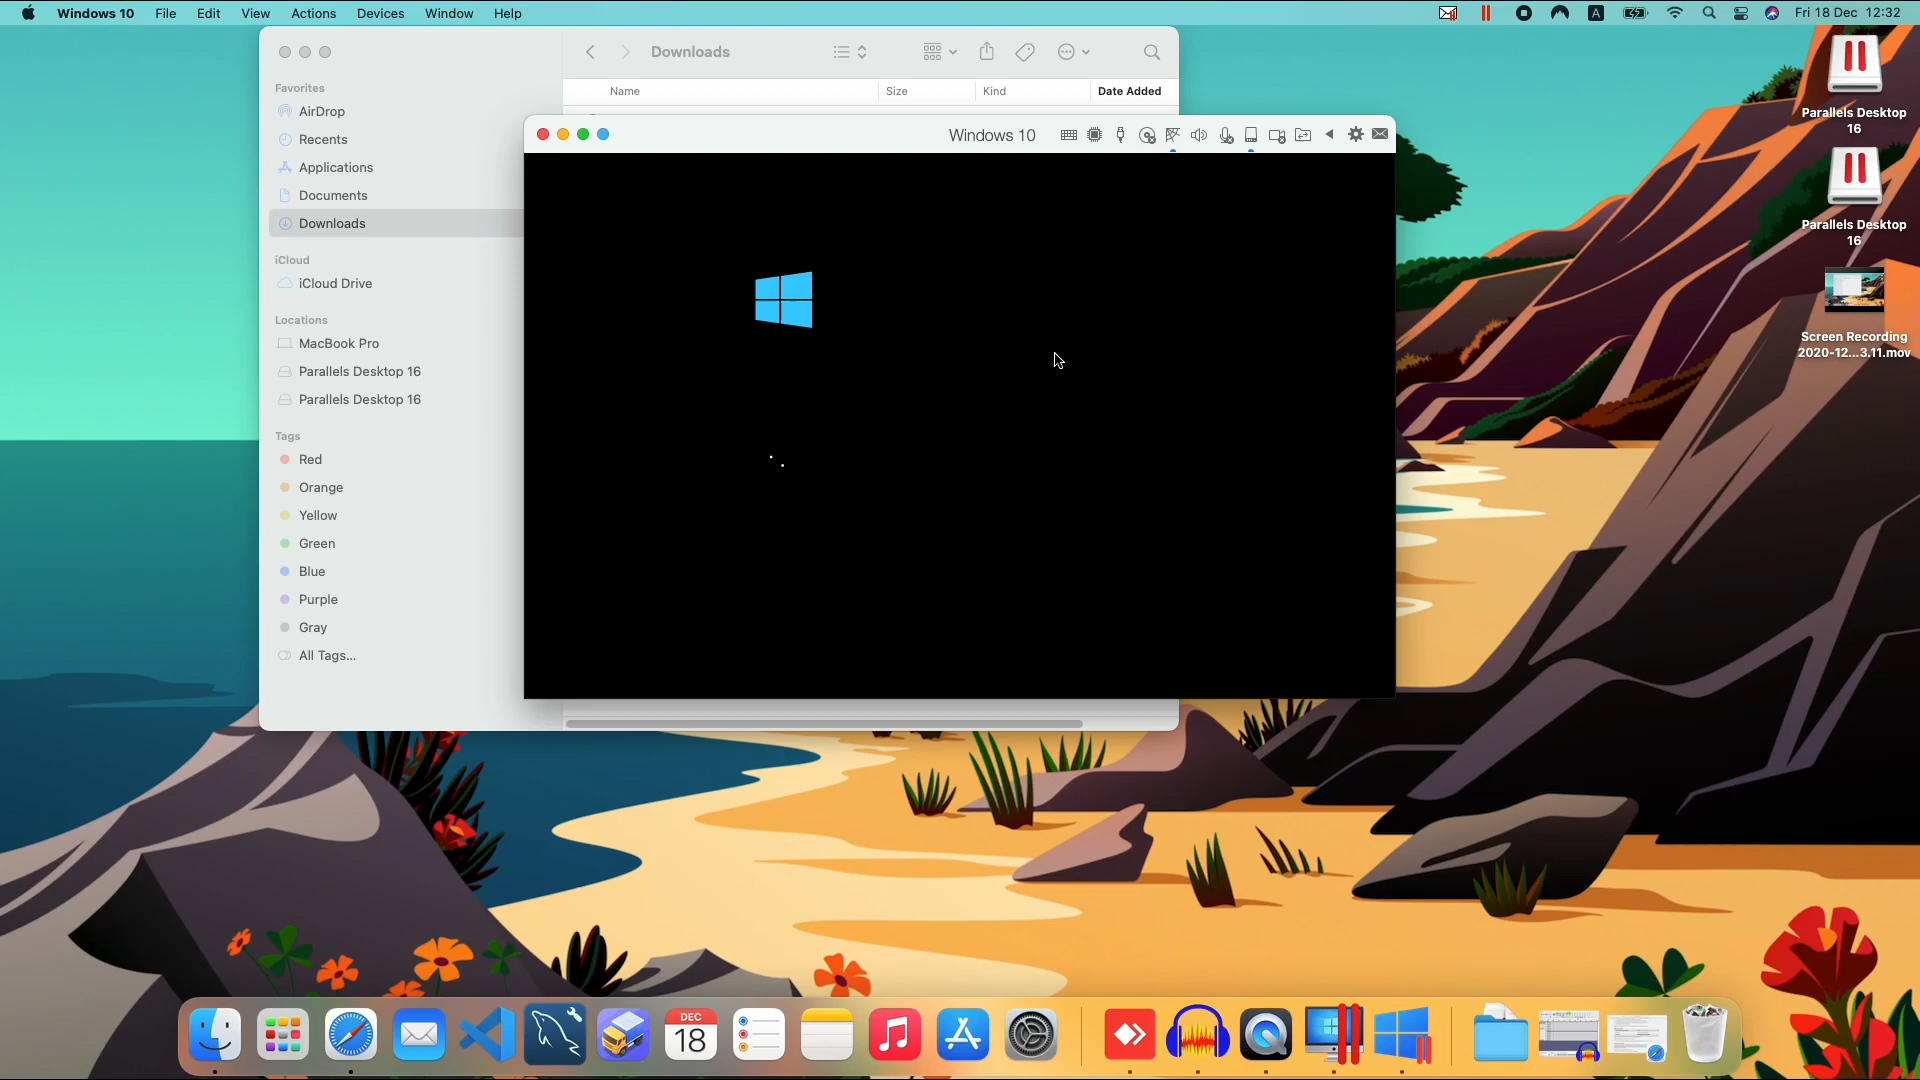 Windows 10 File Edit View Actions Devices Window Help A Fri 18 Dec 12:32
Downloads
Favorites
AirDrop
Recents
Applications
Documents
Downloads
iCloud
iCloud Drive
Locations
MacBook Pro
Parallels Desktop 16
Parallels Desktop 16
Tags
Red
Orange
Yellow
Green
Blue
Purple
Gray
All Tags...
Name Size Kind Date Added
Windows 10
Parallels Desktop
16
Parallels Desktop
16
Screen Recording
2020-12...3.11.mov
DEC
18